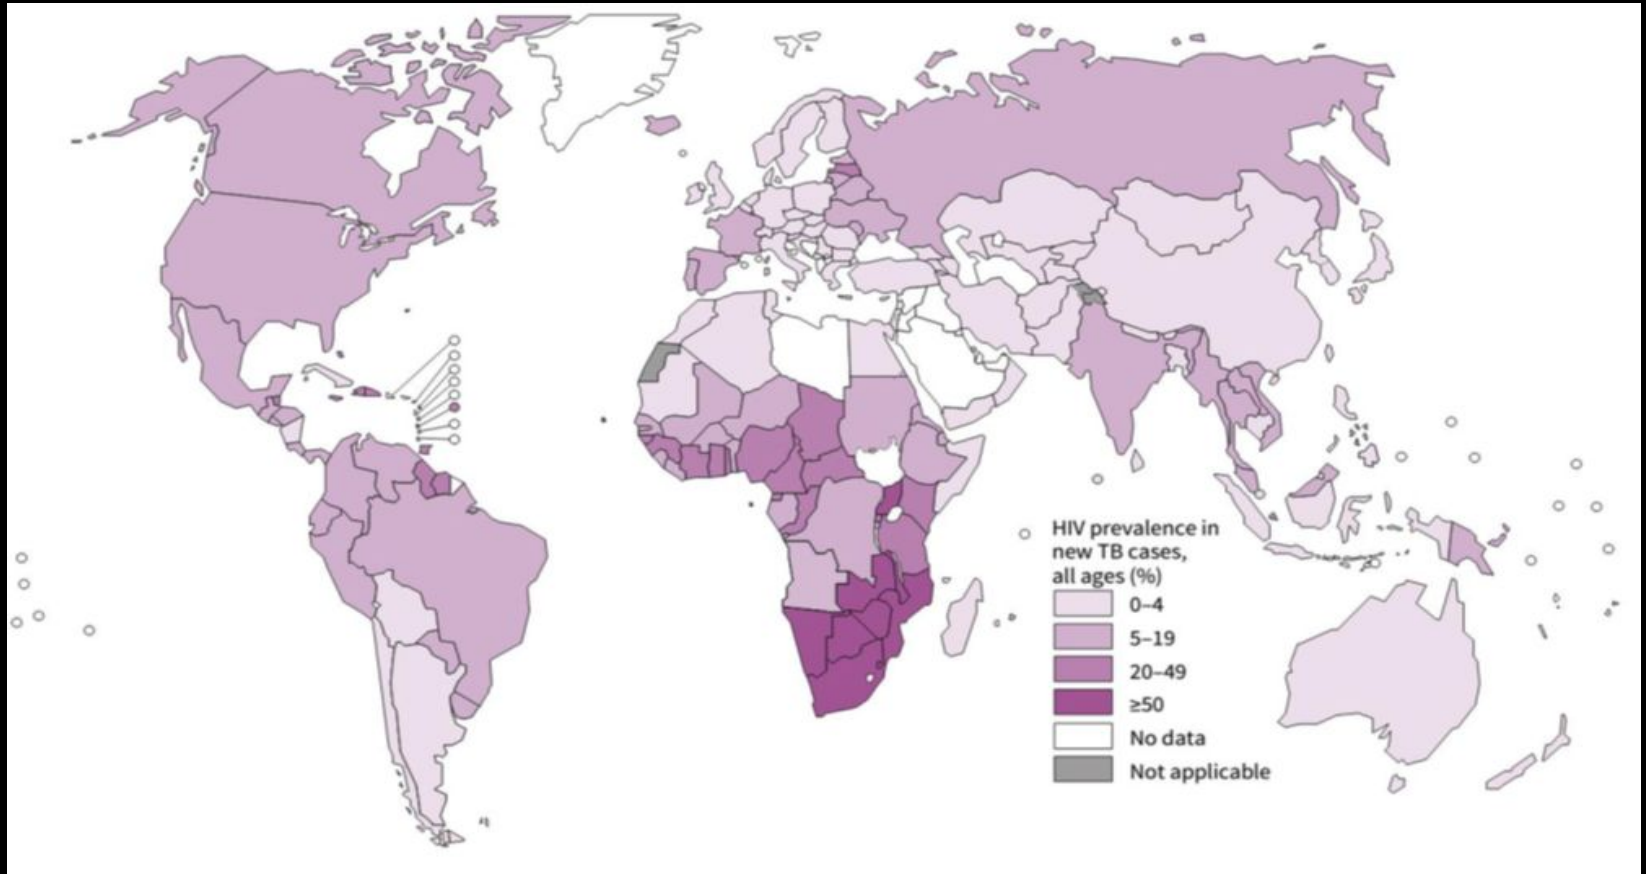 HIV prevalence in
new TB cases,
all ages (%)
0–4
5–19
20–49
≥50
No data
Not applicable